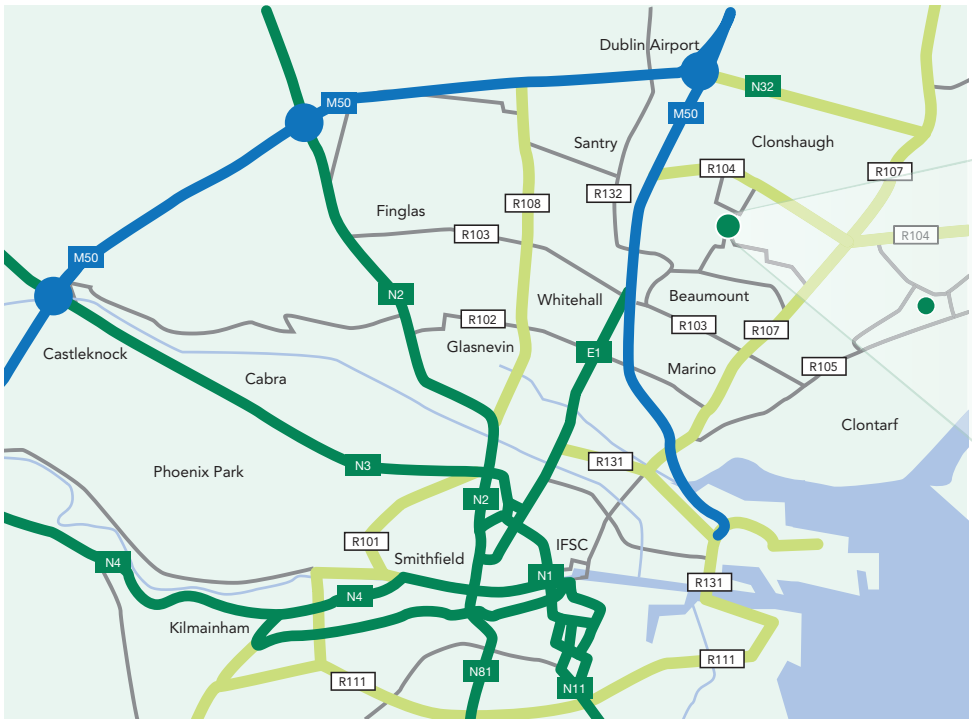 Dublin Airport
N32
M50
M50
Santry
Clonshaugh
R104
R107
R132
R108
Finglas
R103
R104
M50
N2
Whitehall
Beaumont
R102
R103
R107
Glasnevin
E1
Castleknock
Marino
R105
Cabra
Clontarf
N3
R131
Phoenix Park
N2
R101
IFSC
Smithfield
N4
N1
R131
N4
Kilmainham
R111
N81
R111
N11